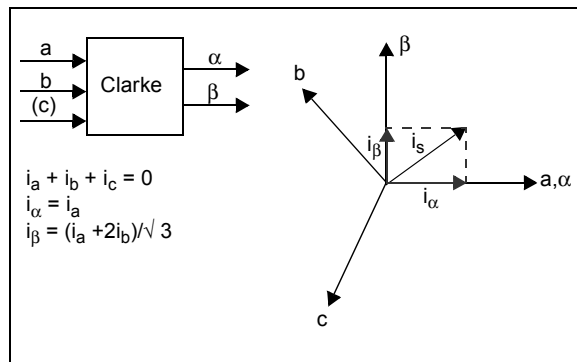 a
b
(c)
Clarke
α
β
i_a + i_b + i_c = 0
i_α = i_a
i_β = (i_a +2i_b)/√ 3
β
b
i_β
i_s
a,α
i_α
c